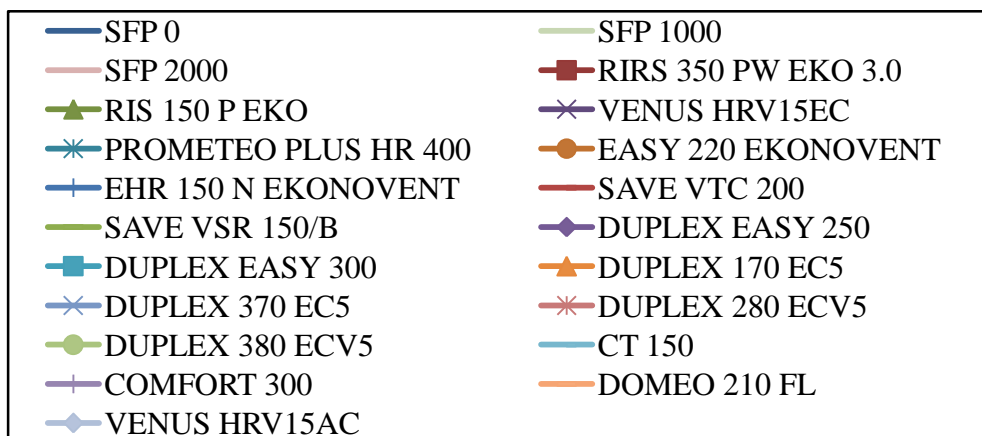 SFP 0 SFP 1000
SFP 2000 RIRS 350 PW EKO 3.0
RIS 150 P EKO VENUS HRV15EC
PROMETEO PLUS HR 400 EASY 220 EKONOVENT
EHR 150 N EKONOVENT SAVE VTC 200
SAVE VSR 150/B DUPLEX EASY 250
DUPLEX EASY 300 DUPLEX 170 EC5
DUPLEX 370 EC5 DUPLEX 280 ECV5
DUPLEX 380 ECV5 CT 150
COMFORT 300 DOMEO 210 FL
VENUS HRV15AC